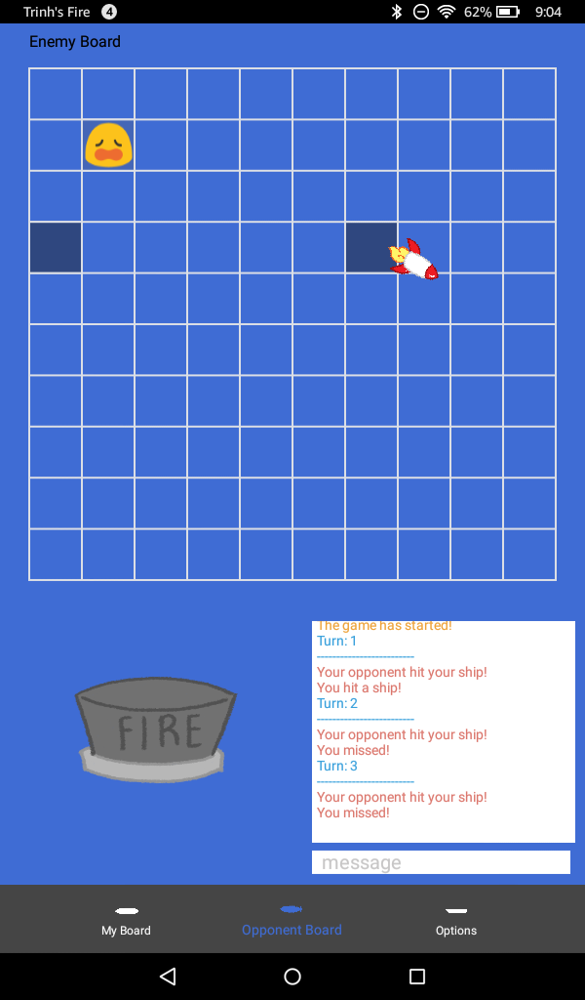 Trinh's Fire 4 62% 9:04
Enemy Board
The game has started!
Turn: 1
-------------------------
Your opponent hit your ship!
You hit a ship!
Turn: 2
-------------------------
Your opponent hit your ship!
You missed!
Turn: 3
-------------------------
Your opponent hit your ship!
You missed!
FIRE
message
My Board Opponent Board Options